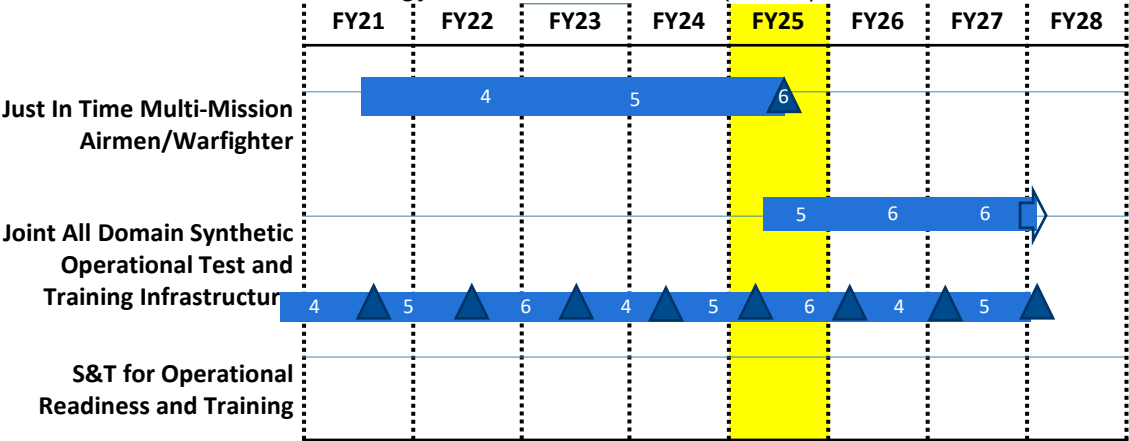 FY21 FY22 FY23 FY24 FY25 FY26 FY27 FY28
4 5 6
Just In Time Multi-Mission
Airmen/Warfighter
5 6 6
Joint All Domain Synthetic
Operational Test and
Training Infrastructur
4 5 6 4 5 6 4 5
S&T for Operational
Readiness and Training